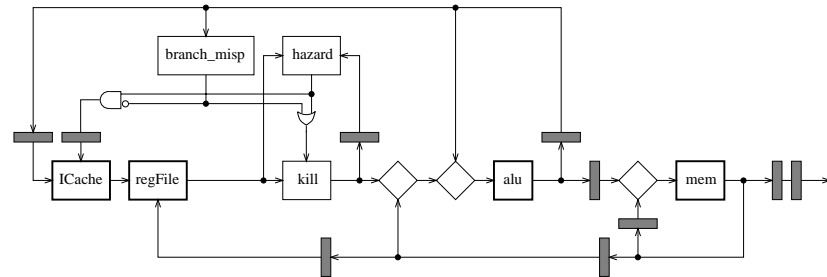 branch_misp
hazard
ICache
regFile
kill
alu
mem